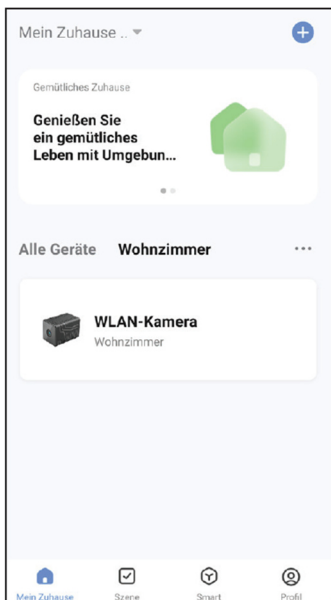 Mein Zuhause ..
Gemütliches Zuhause
Genießen Sie
ein gemütliches
Leben mit Umgebun...
Alle Geräte Wohnzimmer
WLAN-Kamera
Wohnzimmer
Mein Zuhause Szene Smart Profil